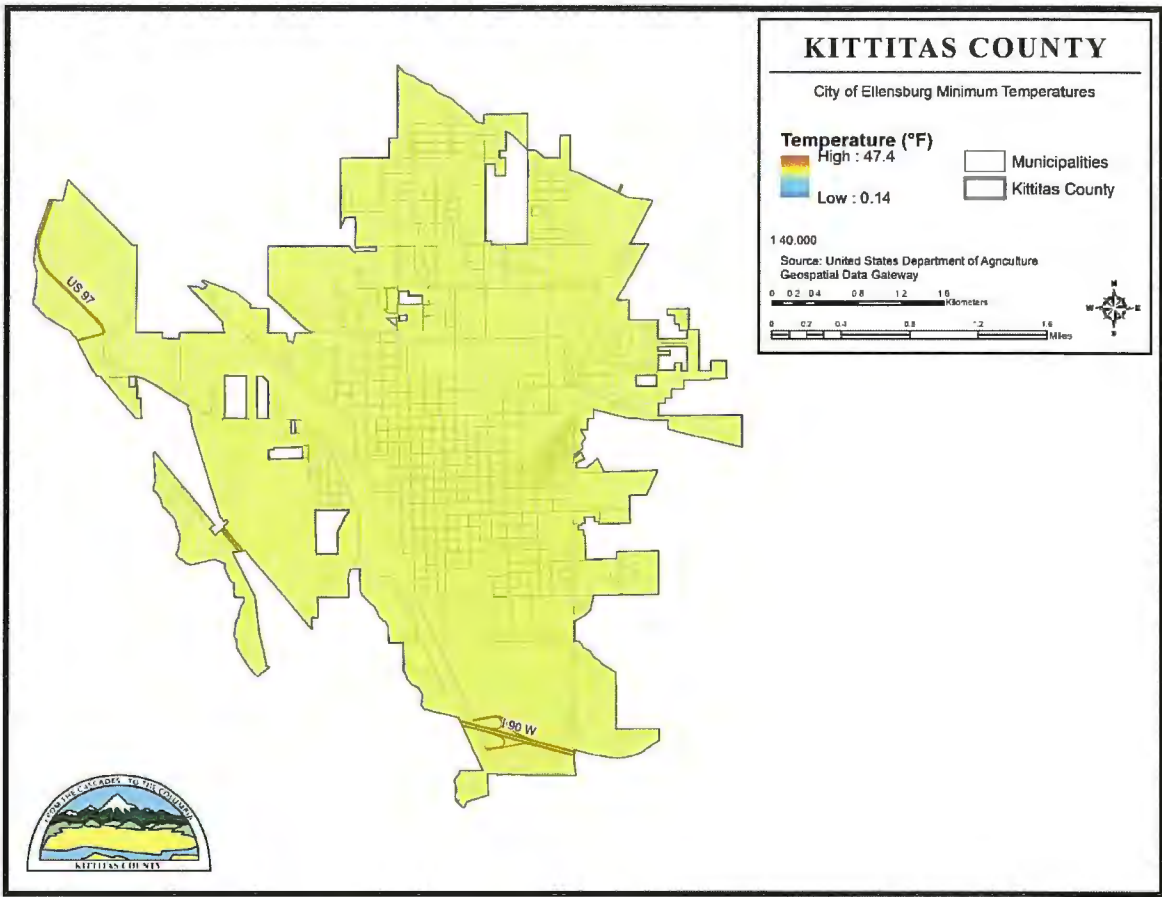 KITTITAS COUNTY
City of Ellensburg Minimum Temperatures
Temperature (°F)
High : 47.4
Low : 0.14
Municipalities
Kittitas County
1:40,000
Source: United States Department of Agriculture
Geospatial Data Gateway
0 0.2 0.4 0.8 1.2 1.6
Kilometers
0 0.2 0.4 0.8 1.2 1.6
Miles
N
W E
S
US 97
I-90 W
FROM THE CASCADES TO THE COLUMBIA
KITTITAS COUNTY